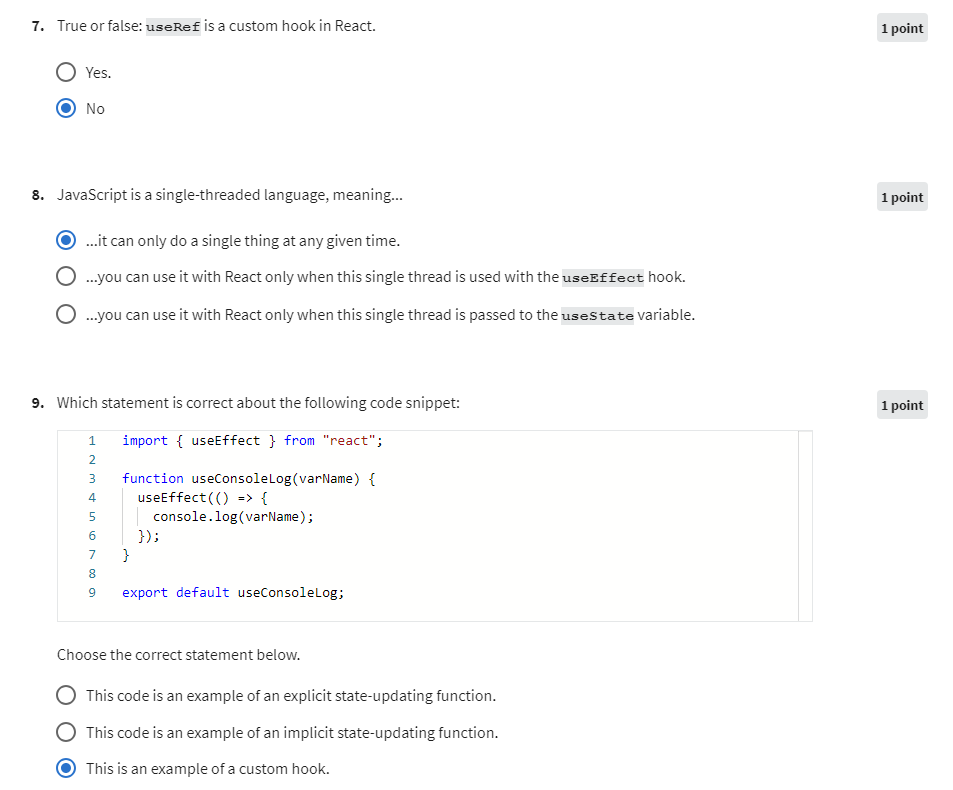 7. True or false: useRef is a custom hook in React.
1 point
Yes.
No
8. JavaScript is a single-threaded language, meaning...
1 point
...it can only do a single thing at any given time.
...you can use it with React only when this single thread is used with the useEffect hook.
...you can use it with React only when this single thread is passed to the useState variable.
9. Which statement is correct about the following code snippet:
1 point
1 import { useEffect } from "react";
2
3 function useConsoleLog(varName) {
4 useEffect(() => {
5 console.log(varName);
6 });
7 }
8
9 export default useConsoleLog;
Choose the correct statement below.
This code is an example of an explicit state-updating function.
This code is an example of an implicit state-updating function.
This is an example of a custom hook.